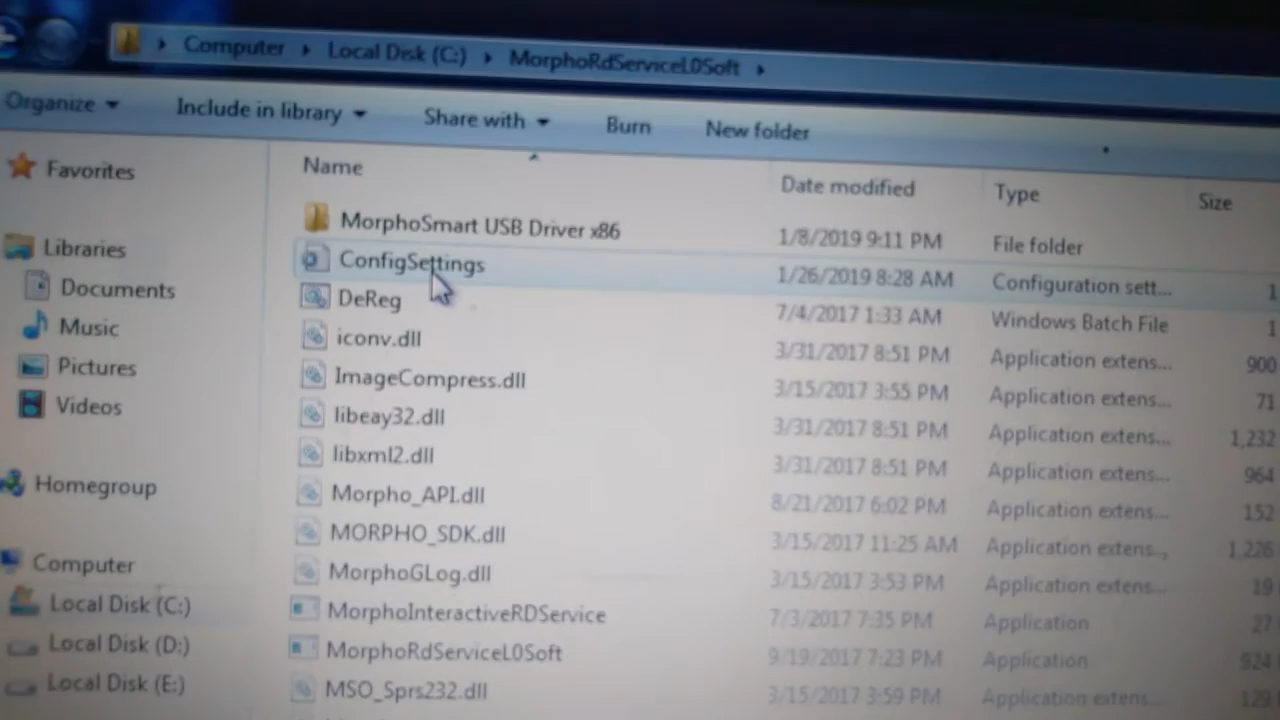 Computer Local Disk (C:) MorphoRdServiceL0Soft
Organize Include in library Share with Burn New folder
Name Date modified Type Size
Favorites
Libraries
Documents
Music
Pictures
Videos
Homegroup
Computer
Local Disk (C:)
Local Disk (D:)
Local Disk (E:)
MorphoSmart USB Driver x86 1/8/2019 9:11 PM File folder
ConfigSettings 1/26/2019 8:28 AM Configuration sett... 1
DeReg 7/4/2017 1:33 AM Windows Batch File 1
iconv.dll 3/31/2017 8:51 PM Application extens... 900
ImageCompress.dll 3/15/2017 3:55 PM Application extens... 71
libeay32.dll 3/31/2017 8:51 PM Application extens... 1,232
libxml2.dll 3/31/2017 8:51 PM Application extens... 964
Morpho_API.dll 8/21/2017 6:02 PM Application extens... 152
MORPHO_SDK.dll 3/15/2017 11:25 AM Application extens... 1,226
MorphoGLog.dll 3/15/2017 3:53 PM Application extens... 19
MorphoInteractiveRDService 7/3/2017 7:35 PM Application 27
MorphoRdServiceL0Soft 9/19/2017 7:23 PM Application 924
MSO_Sprs232.dll 3/15/2017 3:59 PM Application extens... 129